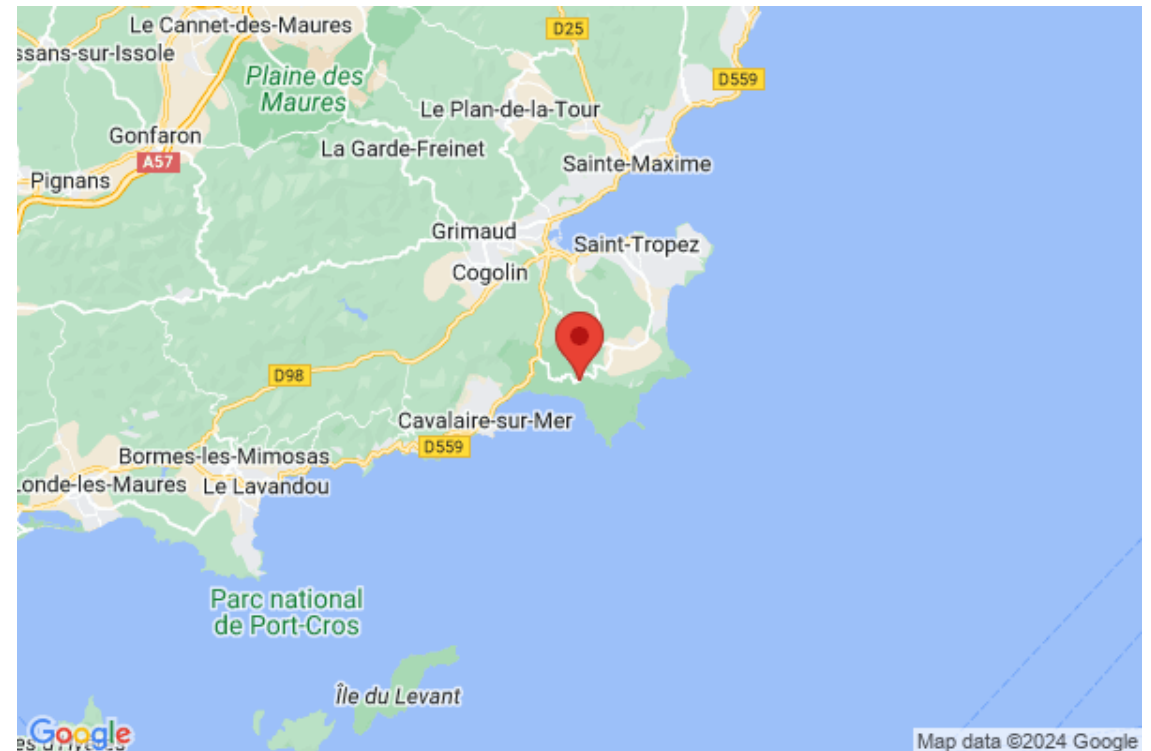 Le Cannet-des-Maures
D25
ssans-sur-Issole
Plaine des
Maures
D559
Le Plan-de-la-Tour
Gonfaron
La Garde-Freinet
A57
Sainte-Maxime
Pignans
Grimaud
Saint-Tropez
Cogolin
D98
Cavalaire-sur-Mer
D559
Bormes-les-Mimosas
Londe-les-Maures
Le Lavandou
Parc national
de Port-Cros
Île du Levant
Google
Map data ©2024 Google